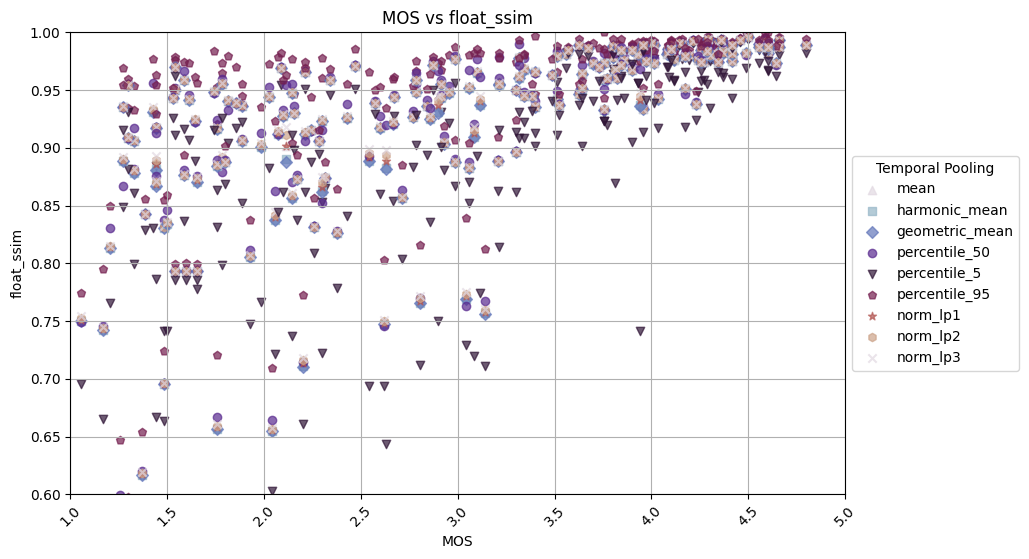 MOS vs float_ssim
float_ssim
1.00
0.95
0.90
0.85
0.80
0.75
0.70
0.65
0.60
1.0
1.5
2.0
2.5
3.0
3.5
4.0
4.5
5.0
MOS
Temporal Pooling
mean
harmonic_mean
geometric_mean
percentile_50
percentile_5
percentile_95
norm_lp1
norm_lp2
norm_lp3